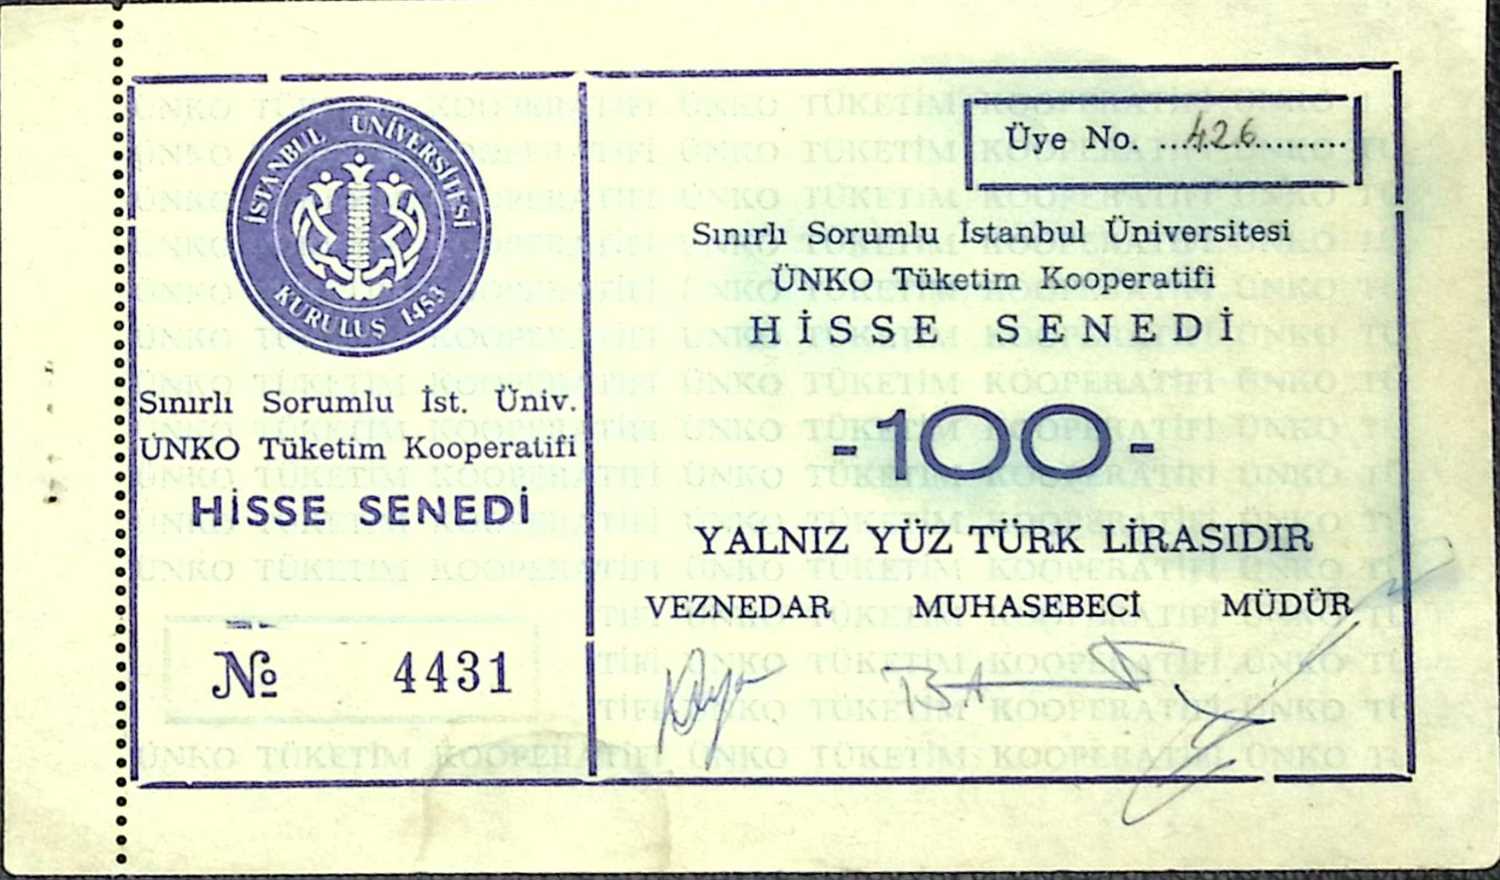 İSTANBUL ÜNİVERSİTESİ
KURULUŞ 1453
Sınırlı Sorumlu İst. Üniv.
ÜNKO Tüketim Kooperatifi
HİSSE SENEDİ
№ 4431
Üye No. ...426.........
Sınırlı Sorumlu İstanbul Üniversitesi
ÜNKO Tüketim Kooperatifi
HİSSE SENEDİ
-100-
YALNIZ YÜZ TÜRK LİRASIDIR
VEZNEDAR MUHASEBECİ MÜDÜR